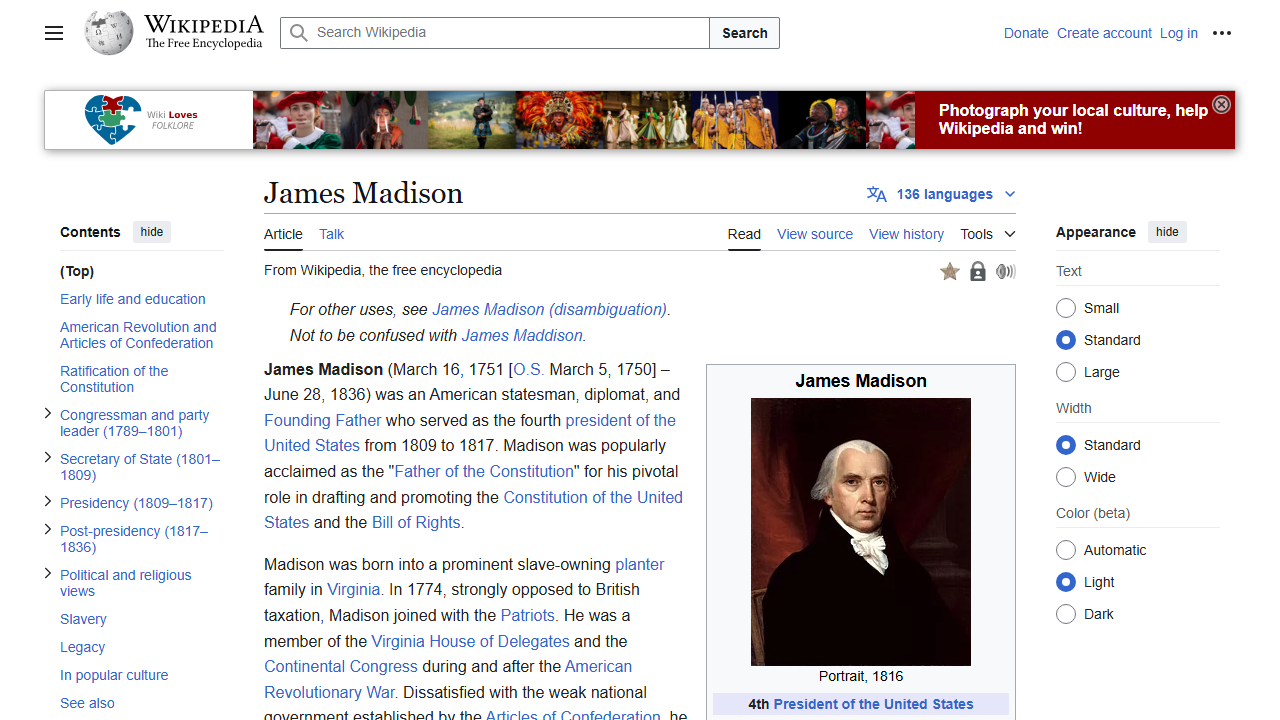 WIKIPEDIA
The Free Encyclopedia
Search Wikipedia
Search
Donate
Create account
Log in
Wiki Loves
FOLKLORE
Photograph your local culture, help
Wikipedia and win!
James Madison
136 languages
Contents
hide
(Top)
Early life and education
American Revolution and
Articles of Confederation
Ratification of the
Constitution
Congressman and party
leader (1789–1801)
Secretary of State (1801–
1809)
Presidency (1809–1817)
Post-presidency (1817–
1836)
Political and religious
views
Slavery
Legacy
In popular culture
See also
Article
Talk
Read
View source
View history
Tools
From Wikipedia, the free encyclopedia
For other uses, see James Madison (disambiguation).
Not to be confused with James Maddison.
James Madison (March 16, 1751 [O.S. March 5, 1750] –
June 28, 1836) was an American statesman, diplomat, and
Founding Father who served as the fourth president of the
United States from 1809 to 1817. Madison was popularly
acclaimed as the "Father of the Constitution" for his pivotal
role in drafting and promoting the Constitution of the United
States and the Bill of Rights.
Madison was born into a prominent slave-owning planter
family in Virginia. In 1774, strongly opposed to British
taxation, Madison joined with the Patriots. He was a
member of the Virginia House of Delegates and the
Continental Congress during and after the American
Revolutionary War. Dissatisfied with the weak national
government established by the Articles of Confederation, he
James Madison
Portrait, 1816
4th President of the United States
Appearance
hide
Text
Small
Standard
Large
Width
Standard
Wide
Color (beta)
Automatic
Light
Dark